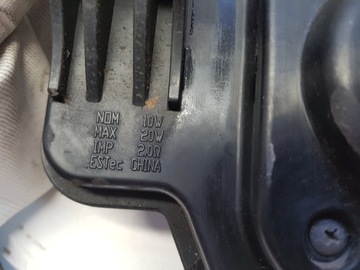 NOM 10W
MAX 20W
IMP 2.0Ω
ESTec CHINA